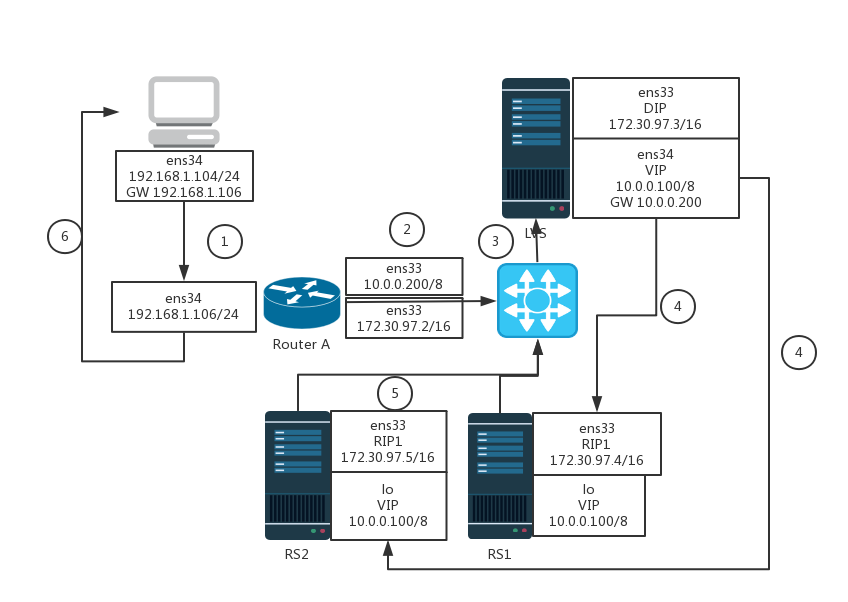 ens33
DIP
172.30.97.3/16
ens34
VIP
10.0.0.100/8
GW 10.0.0.200
LVS
ens34
192.168.1.104/24
GW 192.168.1.106
6
1
2
3
ens33
10.0.0.200/8
ens33
172.30.97.2/16
ens34
192.168.1.106/24
Router A
4
4
5
ens33
RIP1
172.30.97.5/16
lo
VIP
10.0.0.100/8
RS2
ens33
RIP1
172.30.97.4/16
lo
VIP
10.0.0.100/8
RS1